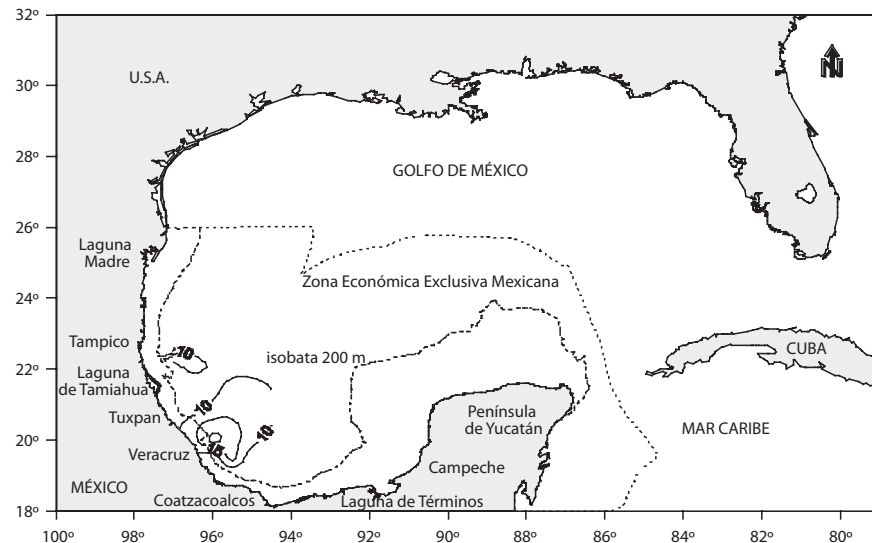 32º
30º
28º
26º
24º
22º
20º
18º
U.S.A.
N
GOLFO DE MÉXICO
Laguna
Madre
Zona Económica Exclusiva Mexicana
Tampico
10
isobata 200 m
CUBA
Laguna
de Tamiahua
10
Tuxpan
10
Península
de Yucatán
MAR CARIBE
15
Veracruz
Campeche
MÉXICO
Coatzacoalcos
Laguna de Términos
100º 98º 96º 94º 92º 90º 88º 86º 84º 82º 80º